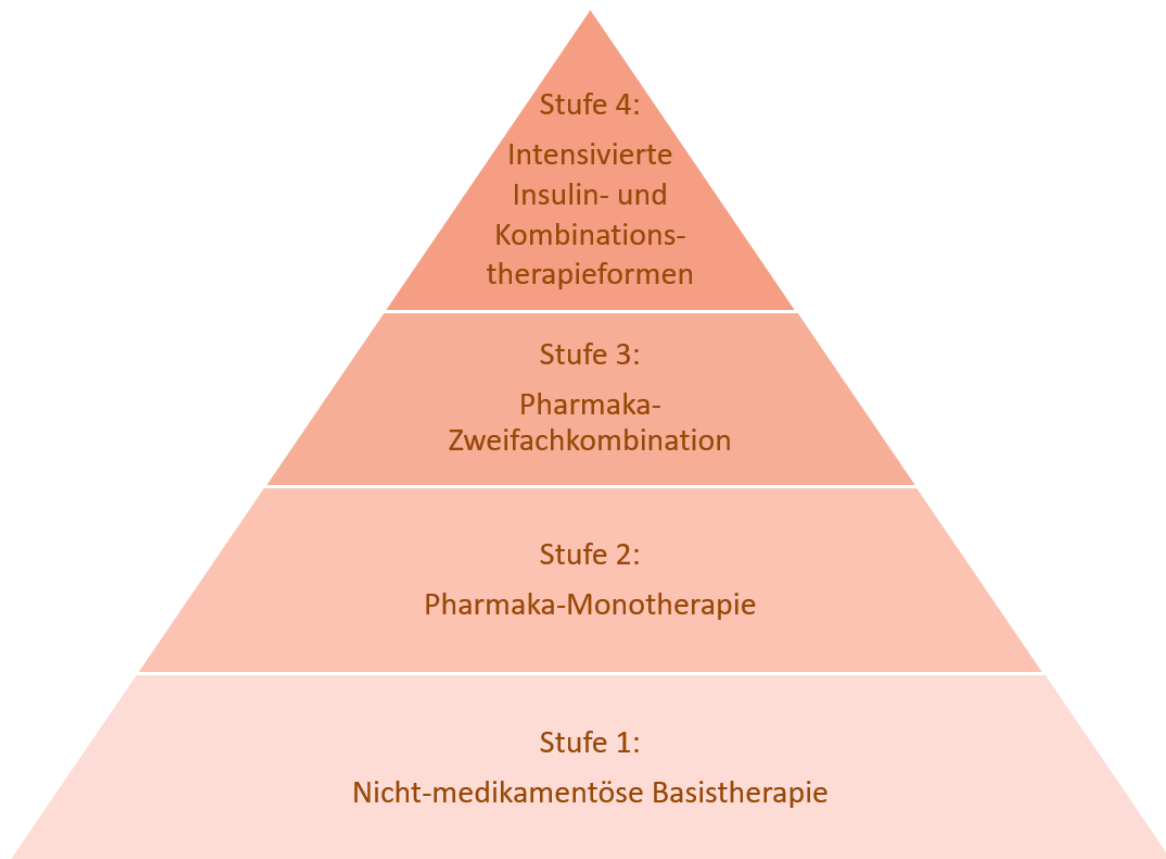 Stufe 4:
Intensivierte
Insulin- und
Kombinations-
therapieformen
Stufe 3:
Pharmaka-
Zweifachkombination
Stufe 2:
Pharmaka-Monotherapie
Stufe 1:
Nicht-medikamentöse Basistherapie